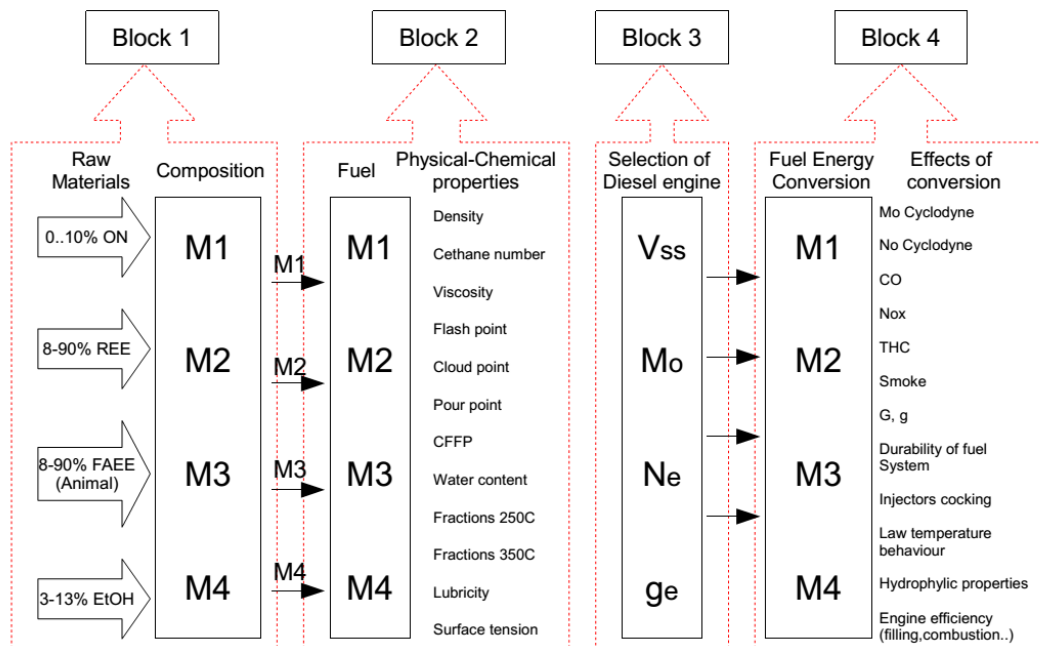 Block 1
Block 2
Block 3
Block 4
Raw
Materials
Composition
0..10% ON
8-90% REE
8-90% FAEE
(Animal)
3-13% EtOH
M1
M2
M3
M4
M1
M2
M3
M4
Fuel
Physical-Chemical
properties
M1
M2
M3
M4
Density
Cethane number
Viscosity
Flash point
Cloud point
Pour point
CFFP
Water content
Fractions 250C
Fractions 350C
Lubricity
Surface tension
Selection of
Diesel engine
Vss
Mo
Ne
ge
Fuel Energy
Conversion
Effects of
conversion
M1
M2
M3
M4
Mo Cyclodyne
No Cyclodyne
CO
Nox
THC
Smoke
G, g
Durability of fuel
System
Injectors cocking
Law temperature
behaviour
Hydrophylic properties
Engine efficiency
(filling,combustion..)